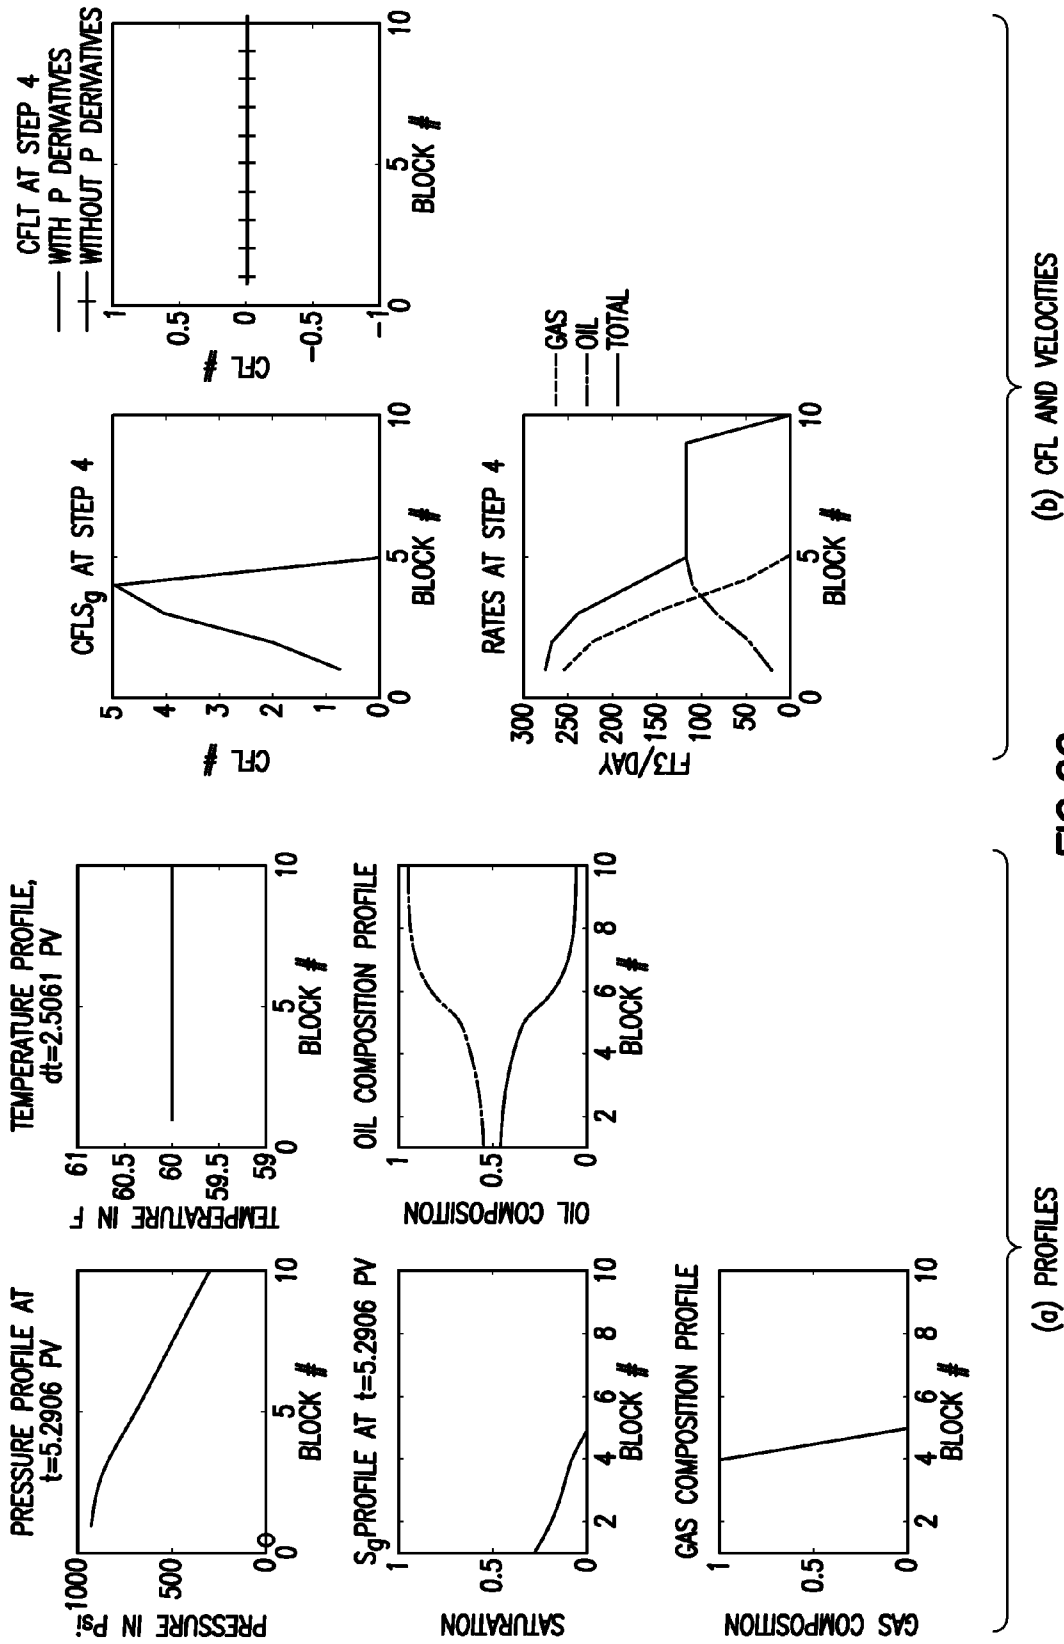 PRESSURE PROFILE AT
t=5.2906 PV
PRESSURE IN Psi
1000
500
0
0
5
10
BLOCK #
TEMPERATURE PROFILE,
dt=2.5061 PV
TEMPERATURE IN F
61
60.5
60
59.5
59
0
5
10
BLOCK #
SgPROFILE AT t=5.2906 PV
SATURATION
1
0.5
0
2
4
6
8
10
BLOCK #
OIL COMPOSITION PROFILE
OIL COMPOSITON
1
0.5
0
2
4
6
8
10
BLOCK #
GAS COMPOSITION PROFILE
GAS COMPOSITION
1
0.5
0
2
4
6
8
10
BLOCK #
(a) PROFILES
CFLSg AT STEP 4
CFL #
5
4
3
2
1
0
0
5
10
BLOCK #
CFLT AT STEP 4
WITH P DERIVATIVES
WITHOUT P DERIVATIVES
CFL #
1
0.5
0
-0.5
-1
0
5
10
BLOCK #
RATES AT STEP 4
FT3/DAY
300
250
200
150
100
50
0
0
5
10
BLOCK #
GAS
OIL
TOTAL
(b) CFL AND VELOCITIES